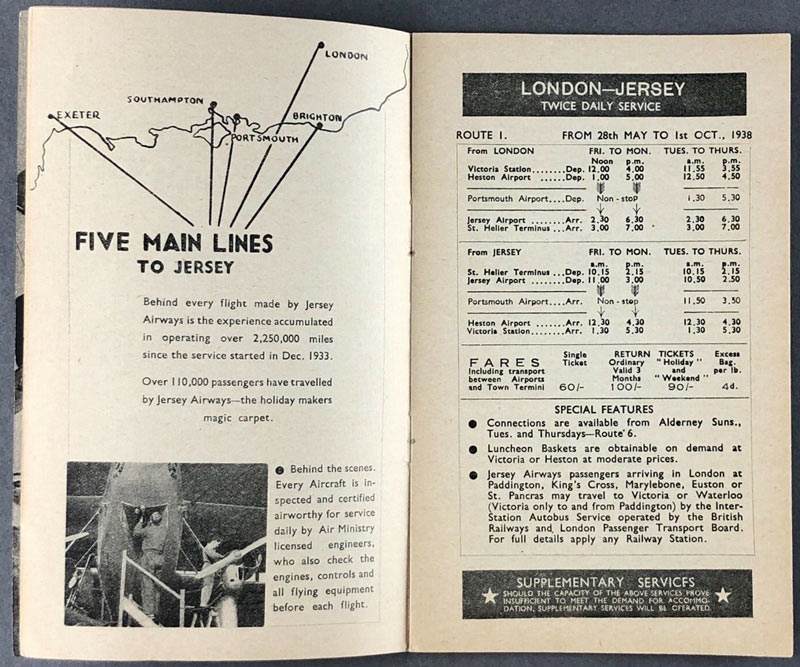 LONDON
SOUTHAMPTON
BRIGHTON
EXETER
PORTSMOUTH
FIVE MAIN LINES
TO JERSEY
Behind every flight made by Jersey
Airways is the experience accumulated
in operating over 2,250,000 miles
since the service started in Dec. 1933.
Over 110,000 passengers have travelled
by Jersey Airways—the holiday makers
magic carpet.
● Behind the scenes.
Every Aircraft is in-
spected and certified
airworthy for service
daily by Air Ministry
licensed engineers,
who also check the
engines, controls and
all flying equipment
before each flight.
LONDON—JERSEY
TWICE DAILY SERVICE
ROUTE 1. FROM 28th MAY TO 1st OCT., 1938
From LONDON FRI. TO MON. TUES. TO THURS.
Noon p.m. a.m. p.m.
Victoria Station........Dep. 12.00 4.00 11.55 3.55
Heston Airport ......Dep. 1.00 5.00 12.50 4.50
Portsmouth Airport....Dep. Non-stop 1.30 5.30
Jersey Airport .......Arr. 2.30 6.30 2.30 6.30
St. Helier Terminus ...Arr. 3.00 7.00 3.00 7.00
From JERSEY FRI. TO MON. TUES. TO THURS.
a.m. p.m. a.m. p.m.
St. Helier Terminus ...Dep. 10.15 2.15 10.15 2.15
Jersey Airport .......Dep. 11.00 3.00 10.50 2.50
Portsmouth Airport....Arr. Non-stop 11.50 3.50
Heston Airport .......Arr. 12.30 4.30 12.30 4.30
Victoria Station.......Arr. 1.30 5.30 1.30 5.30
FARES
Including transport
between Airports
and Town Termini
Single
Ticket
60/-
RETURN TICKETS
Ordinary
Valid 3
Months
100/-
"Holiday"
and
"Weekend"
90/-
Excess
Bag.
per lb.
4d.
SPECIAL FEATURES
● Connections are available from Alderney Suns.,
Tues. and Thursdays—Route 6.
● Luncheon Baskets are obtainable on demand at
Victoria or Heston at moderate prices.
● Jersey Airways passengers arriving in London at
Paddington, King's Cross, Marylebone, Euston or
St. Pancras may travel to Victoria or Waterloo
(Victoria only to and from Paddington) by the Inter-
Station Autobus Service operated by the British
Railways and London Passenger Transport Board.
For full details apply any Railway Station.
SUPPLEMENTARY SERVICES
SHOULD THE CAPACITY OF THE ABOVE SERVICES PROVE
INSUFFICIENT TO MEET THE DEMAND FOR ACCOMMO-
DATION, SUPPLEMENTARY SERVICES WILL BE OPERATED.